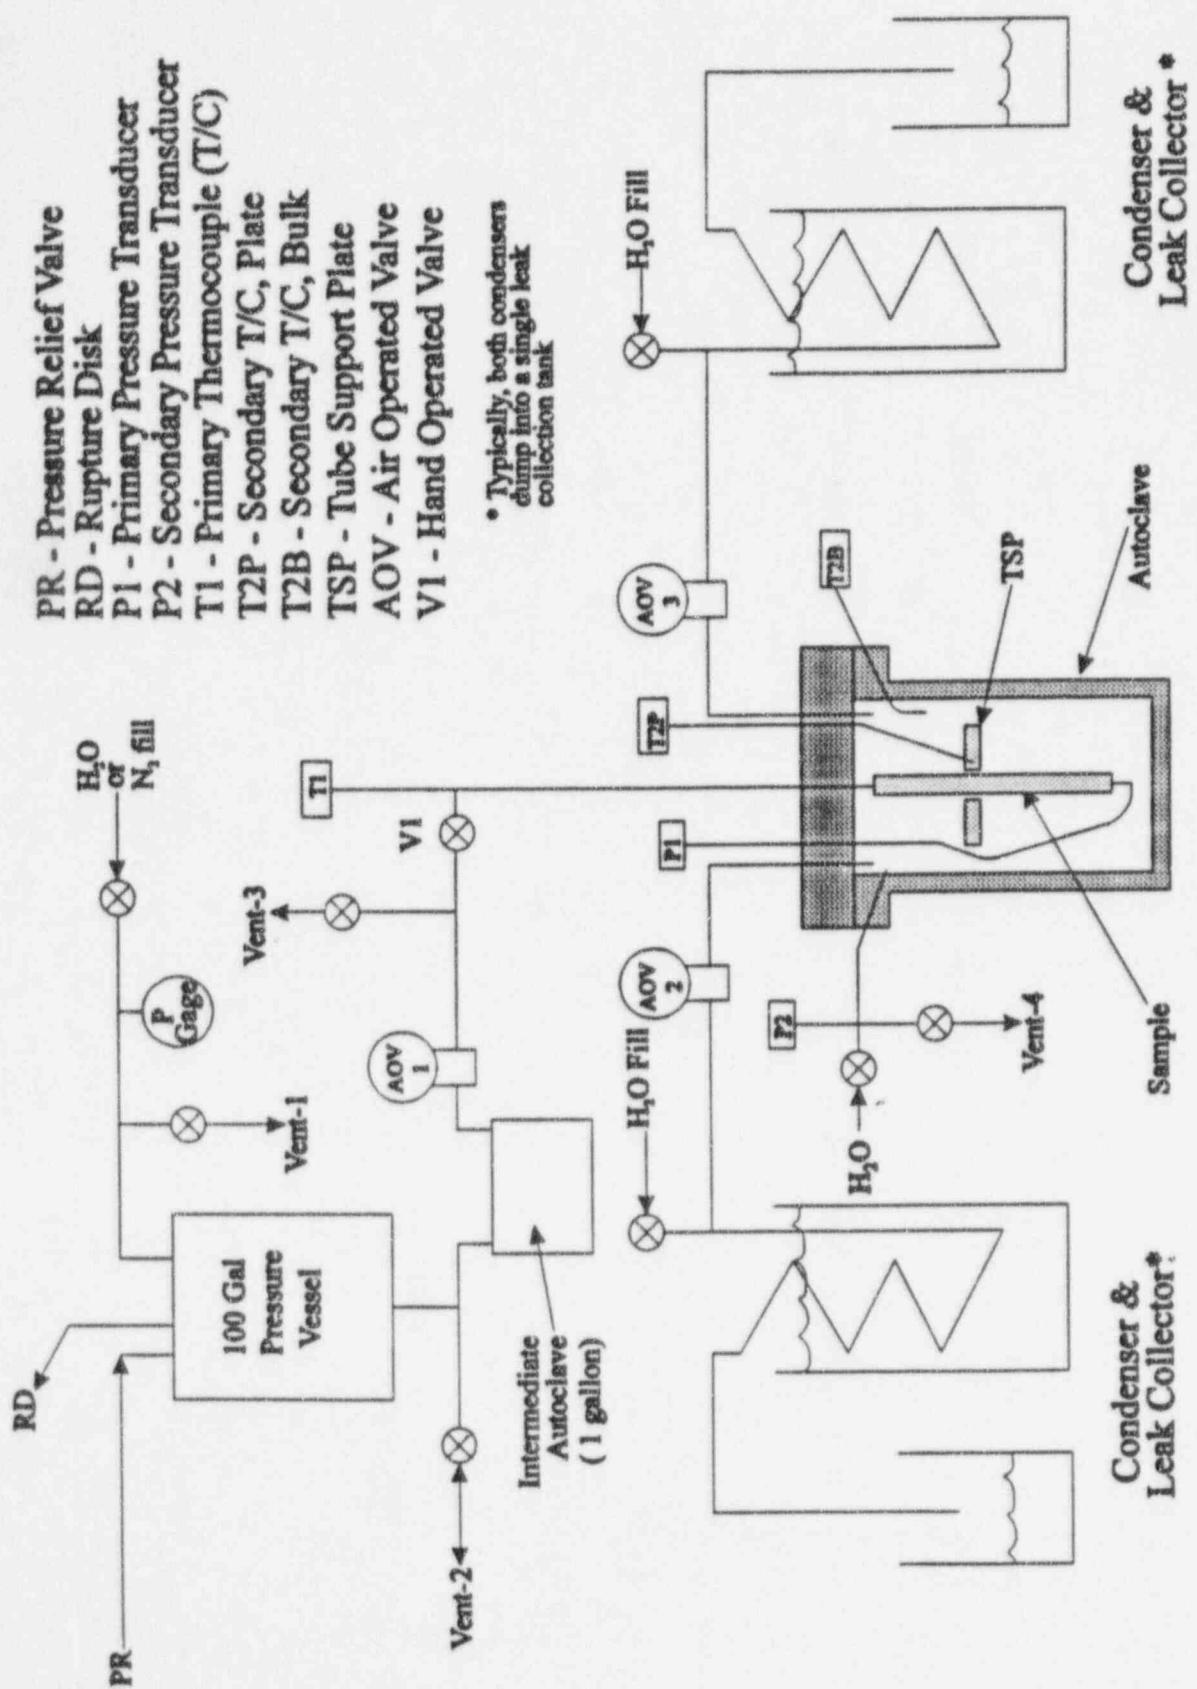 PR - Pressure Relief Valve
RD - Rupture Disk
P1 - Primary Pressure Transducer
P2 - Secondary Pressure Transducer
T1 - Primary Thermocouple (T/C)
T2P - Secondary T/C, Plate
T2B - Secondary T/C, Bulk
TSP - Tube Support Plate
AOV - Air Operated Valve
V1 - Hand Operated Valve
* Typically, both condensers
dump into a single leak
collection tank
PR
RD
100 Gal
Pressure
Vessel
Vent-1
P
Gage
H₂O
or
N₂ fill
Vent-2
Intermediate
Autoclave
( 1 gallon)
AOV
1
Vent-3
V1
T1
H₂O Fill
AOV
2
P1
T2P
AOV
3
H₂O Fill
P2
H₂O
Vent-4
T2B
TSP
Autoclave
Sample
Condenser &
Leak Collector*
Condenser &
Leak Collector *